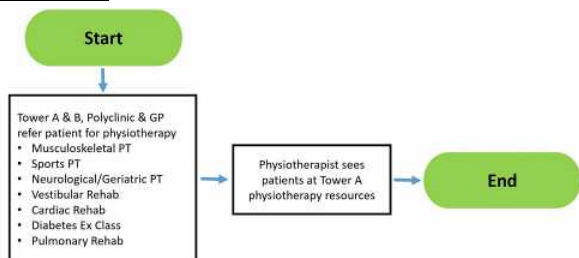 Start
Tower A & B, Polyclinic & GP
refer patient for physiotherapy
• Musculoskeletal PT
• Sports PT
• Neurological/Geriatric PT
• Vestibular Rehab
• Cardiac Rehab
• Diabetes Ex Class
• Pulmonary Rehab
Physiotherapist sees
patients at Tower A
physiotherapy resources
End